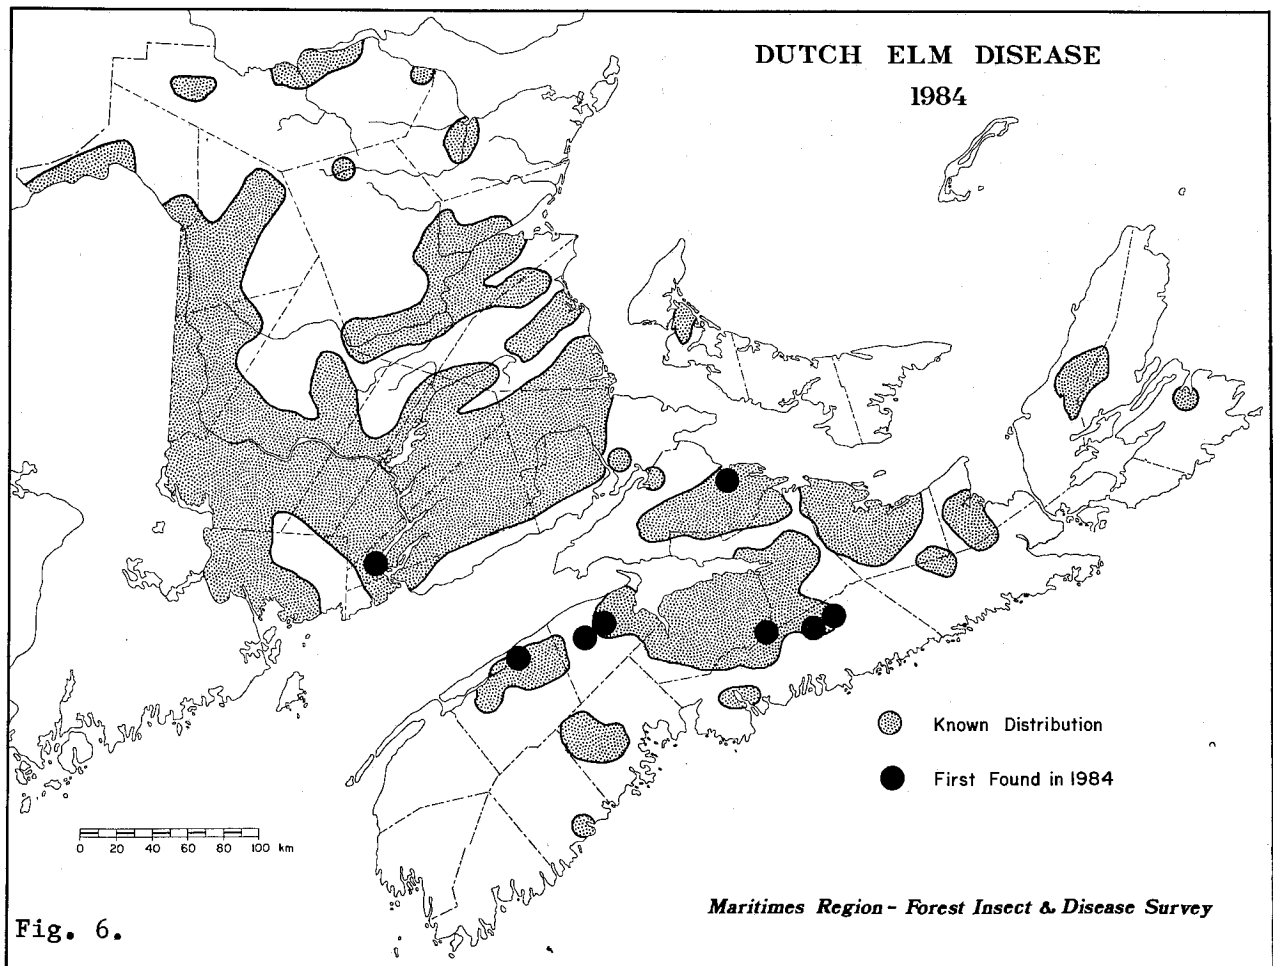 DUTCH ELM DISEASE
1984
Known Distribution
First Found in 1984
0 20 40 60 80 100 km
Maritimes Region - Forest Insect & Disease Survey
Fig. 6.